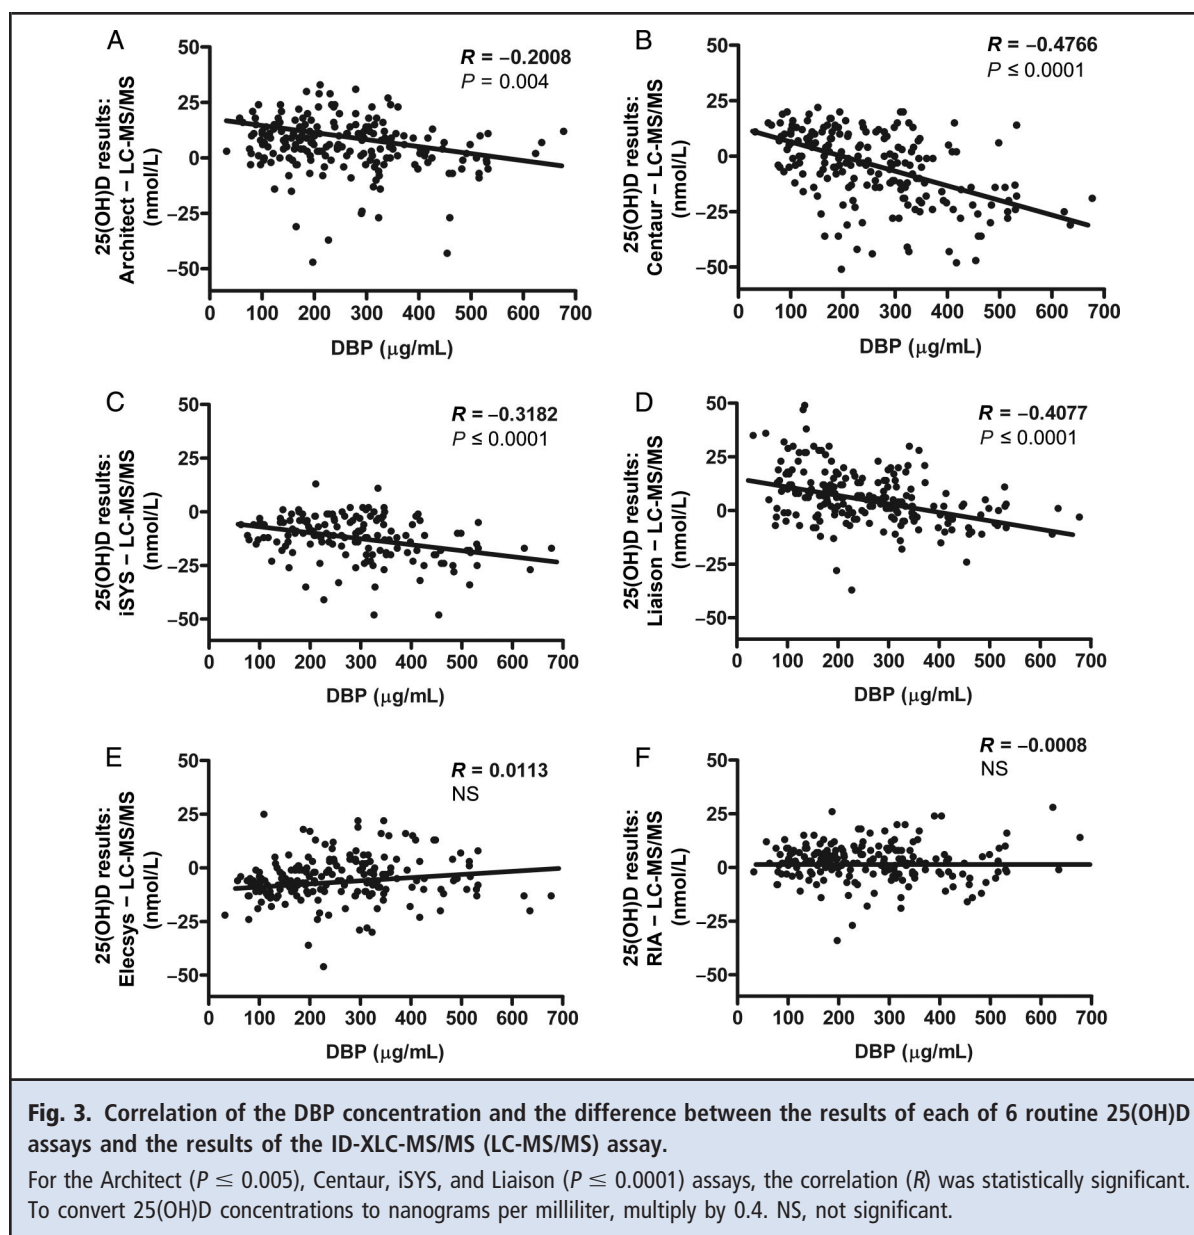 A
R = −0.2008
P = 0.004
25(OH)D results:
Architect – LC-MS/MS
(nmol/L)
50
25
0
−25
−50
0 100 200 300 400 500 600 700
DBP (μg/mL)
B
R = −0.4766
P ≤ 0.0001
25(OH)D results:
Centaur – LC-MS/MS
(nmol/L)
50
25
0
−25
−50
0 100 200 300 400 500 600 700
DBP (μg/mL)
C
R = −0.3182
P ≤ 0.0001
25(OH)D results:
iSYS – LC-MS/MS
(nmol/L)
50
25
0
−25
−50
0 100 200 300 400 500 600 700
DBP (μg/mL)
D
R = −0.4077
P ≤ 0.0001
25(OH)D results:
Liaison – LC-MS/MS
(nmol/L)
50
25
0
−25
−50
0 100 200 300 400 500 600 700
DBP (μg/mL)
E
R = 0.0113
NS
25(OH)D results:
Elecsys – LC-MS/MS
(nmol/L)
50
25
0
−25
−50
0 100 200 300 400 500 600 700
DBP (μg/mL)
F
R = −0.0008
NS
25(OH)D results:
RIA – LC-MS/MS
(nmol/L)
50
25
0
−25
−50
0 100 200 300 400 500 600 700
DBP (μg/mL)
Fig. 3. Correlation of the DBP concentration and the difference between the results of each of 6 routine 25(OH)D
assays and the results of the ID-XLC-MS/MS (LC-MS/MS) assay.
For the Architect (P ≤ 0.005), Centaur, iSYS, and Liaison (P ≤ 0.0001) assays, the correlation (R) was statistically significant.
To convert 25(OH)D concentrations to nanograms per milliliter, multiply by 0.4. NS, not significant.